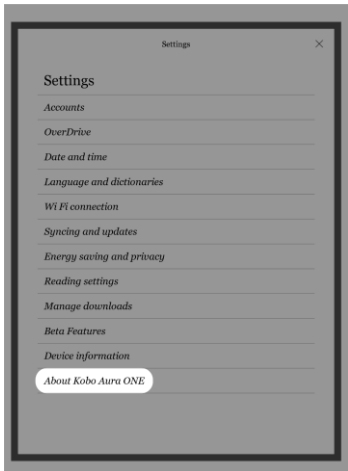 Settings
Settings
Accounts
OverDrive
Date and time
Language and dictionaries
Wi Fi connection
Syncing and updates
Energy saving and privacy
Reading settings
Manage downloads
Beta Features
Device information
About Kobo Aura ONE